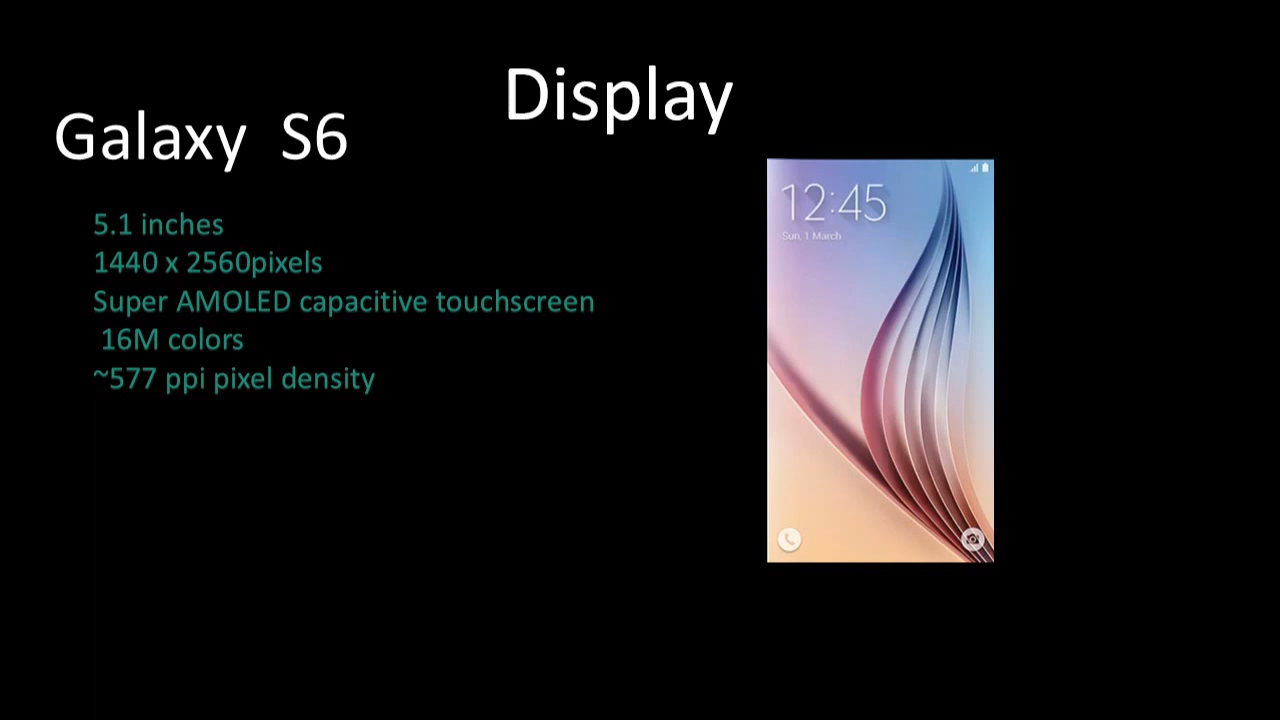 Display
Galaxy  S6
5.1 inches
1440 x 2560pixels
Super AMOLED capacitive touchscreen
16M colors
~577 ppi pixel density
12:45
Sun, 1 March